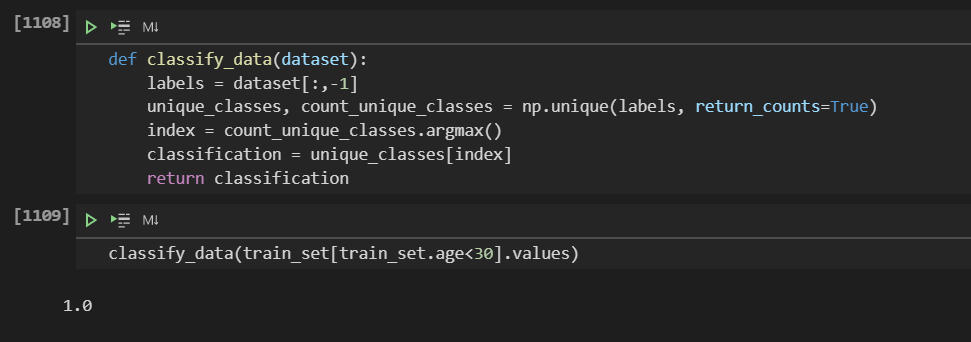 [1108]
M↓
def classify_data(dataset):
    labels = dataset[:,-1]
    unique_classes, count_unique_classes = np.unique(labels, return_counts=True)
    index = count_unique_classes.argmax()
    classification = unique_classes[index]
    return classification
[1109]
M↓
classify_data(train_set[train_set.age<30].values)
1.0